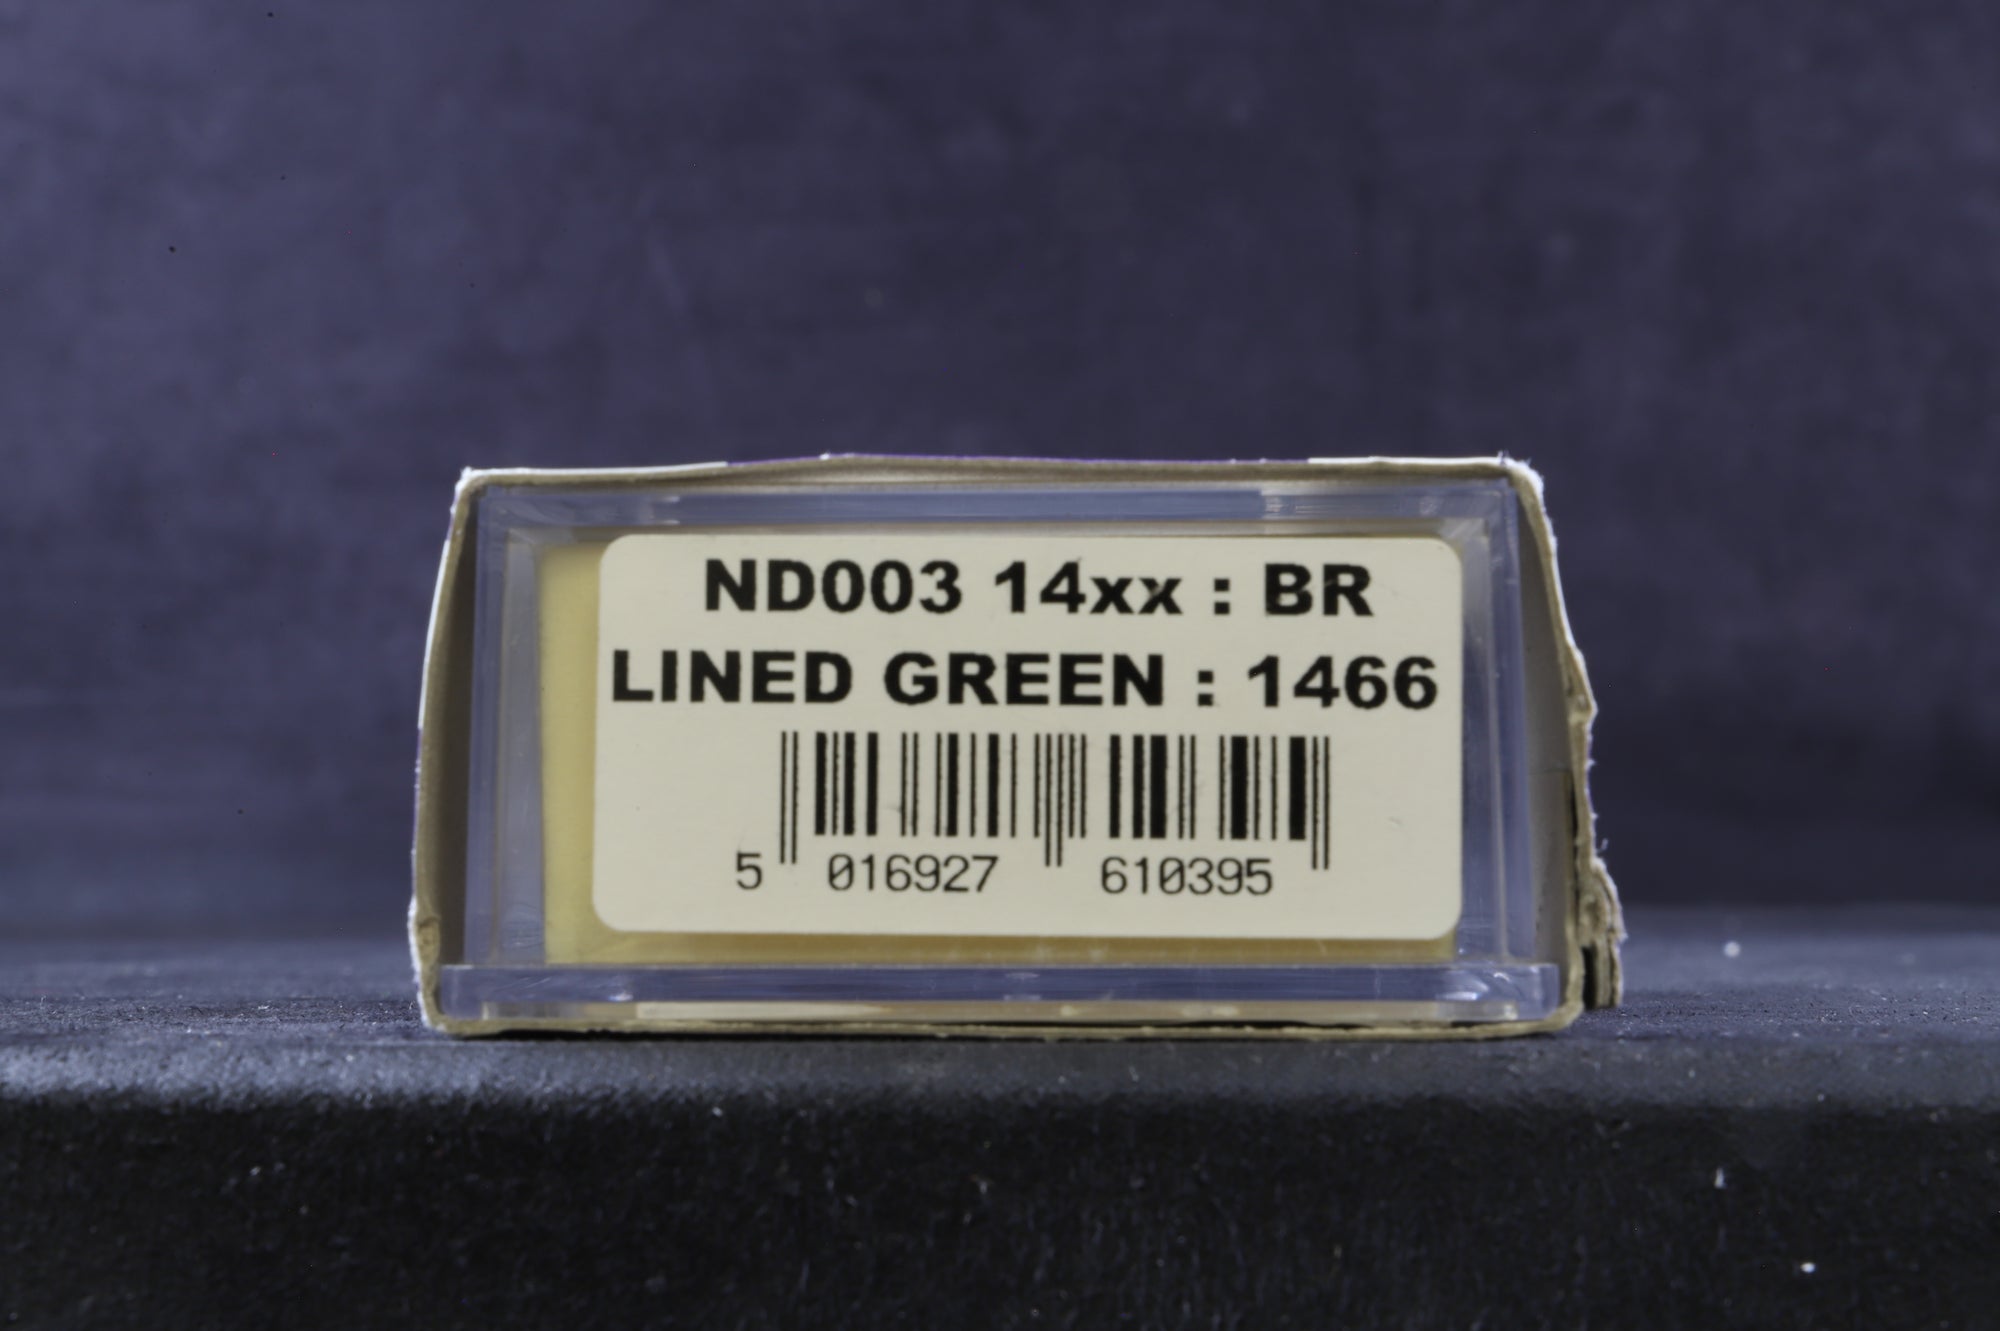 ND003 14xx : BR
LINED GREEN : 1466
5 016927 610395